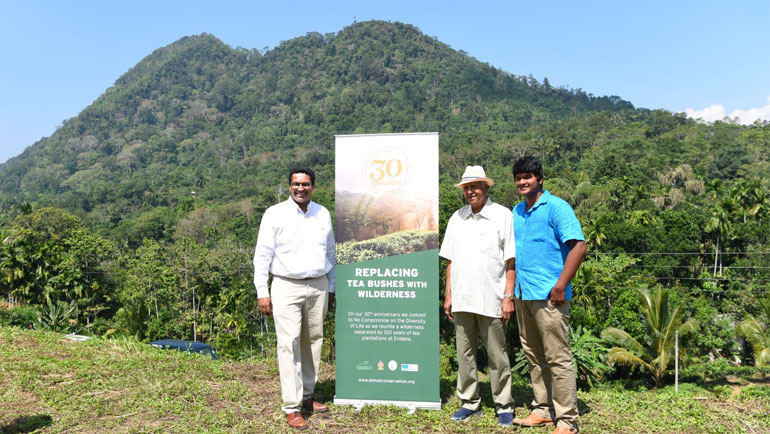 30
REPLACING
TEA BUSHES WITH
WILDERNESS
On our 30th anniversary we commit
to No Compromise on the Diversity
of Life as we reunite a wilderness
separated by 100 years of tea
plantations at Endane.
www.dilmahconservation.org